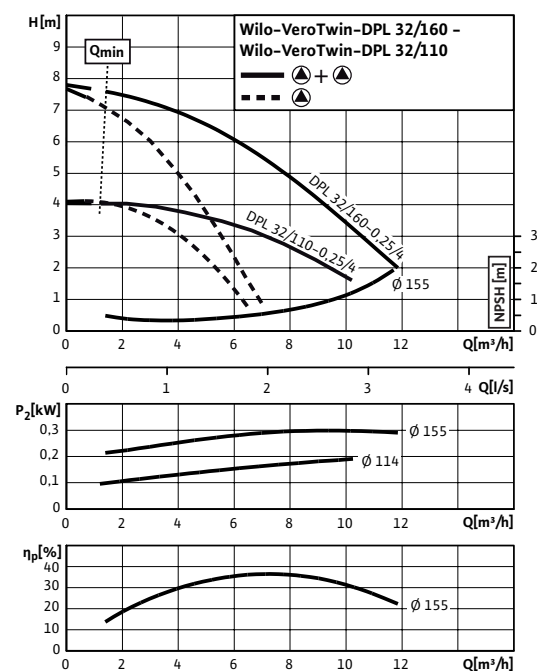 H [m]
Wilo-VeroTwin-DPL 32/160 –
Wilo-VeroTwin-DPL 32/110
+
Qmin
9
8
7
6
5
4
3
2
1
0
DPL 32/160-0,25/4
DPL 32/110-0,25/4
Ø 155
3
2
1
0
NPSH [m]
0 2 4 6 8 10 12 Q[m³/h]
0 1 2 3 4 Q[l/s]
P₂[kW]
0,3
0,2
0,1
0
Ø 155
Ø 114
0 2 4 6 8 10 12 Q[m³/h]
ηp[%]
40
30
20
10
0
Ø 155
0 2 4 6 8 10 12 Q[m³/h]